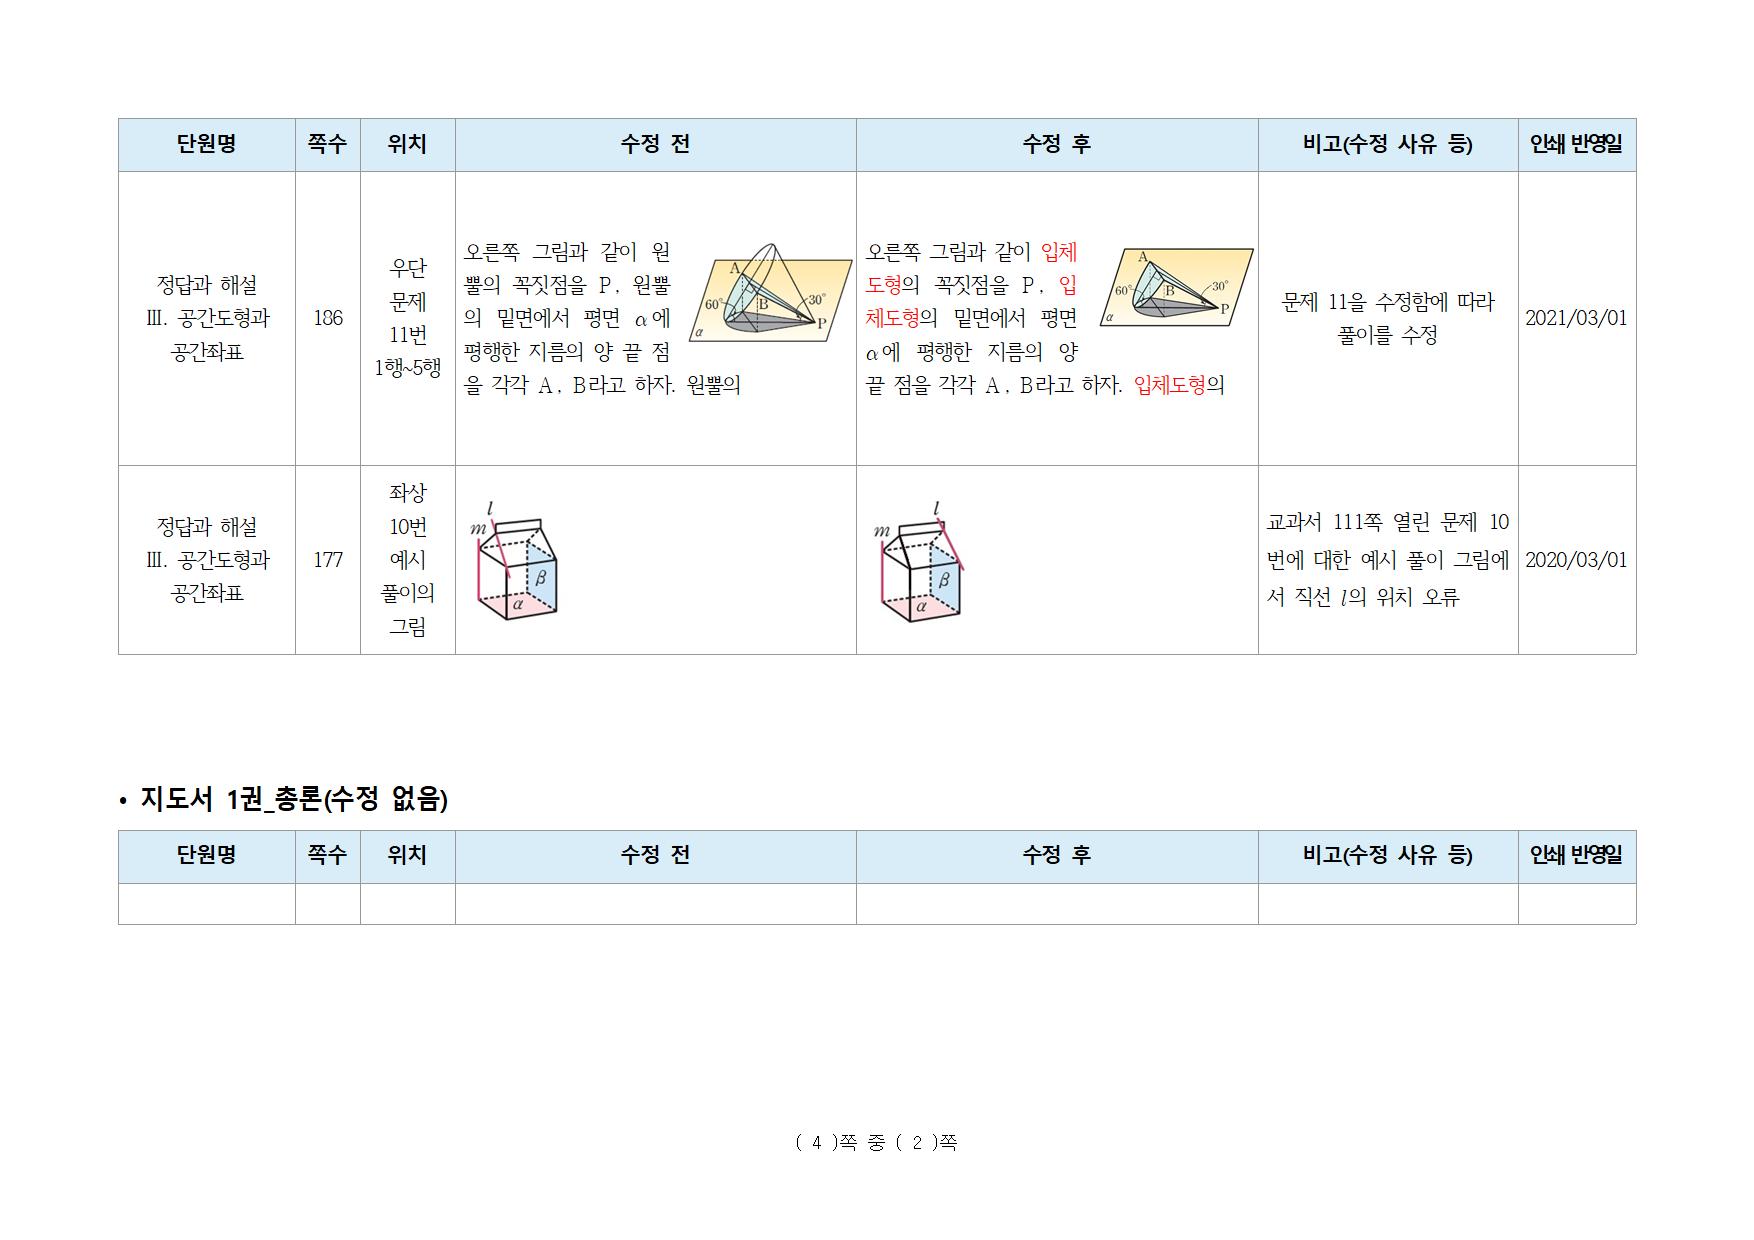 단원명 쪽수 위치 수정 전 수정 후 비고(수정 사유 등) 인쇄 반영일
정답과 해설
Ⅲ. 공간도형과
공간좌표
186
우단
문제
11번
1행~5행
오른쪽 그림과 같이 원
뿔의 꼭짓점을 P, 원뿔
의 밑면에서 평면 α에
평행한 지름의 양 끝 점
을 각각 A, B라고 하자. 원뿔의
A
60°
B
30°
P
α
오른쪽 그림과 같이 입체
도형의 꼭짓점을 P, 입
체도형의 밑면에서 평면
α에 평행한 지름의 양
끝 점을 각각 A, B라고 하자. 입체도형의
A
60°
B
30°
P
α
문제 11을 수정함에 따라
풀이를 수정
2021/03/01
정답과 해설
Ⅲ. 공간도형과
공간좌표
177
좌상
10번
예시
풀이의
그림
l
m
β
α
l
m
β
α
교과서 111쪽 열린 문제 10
번에 대한 예시 풀이 그림에
서 직선 l의 위치 오류
2020/03/01
• 지도서 1권_총론(수정 없음)
단원명 쪽수 위치 수정 전 수정 후 비고(수정 사유 등) 인쇄 반영일
( 4 )쪽 중 ( 2 )쪽